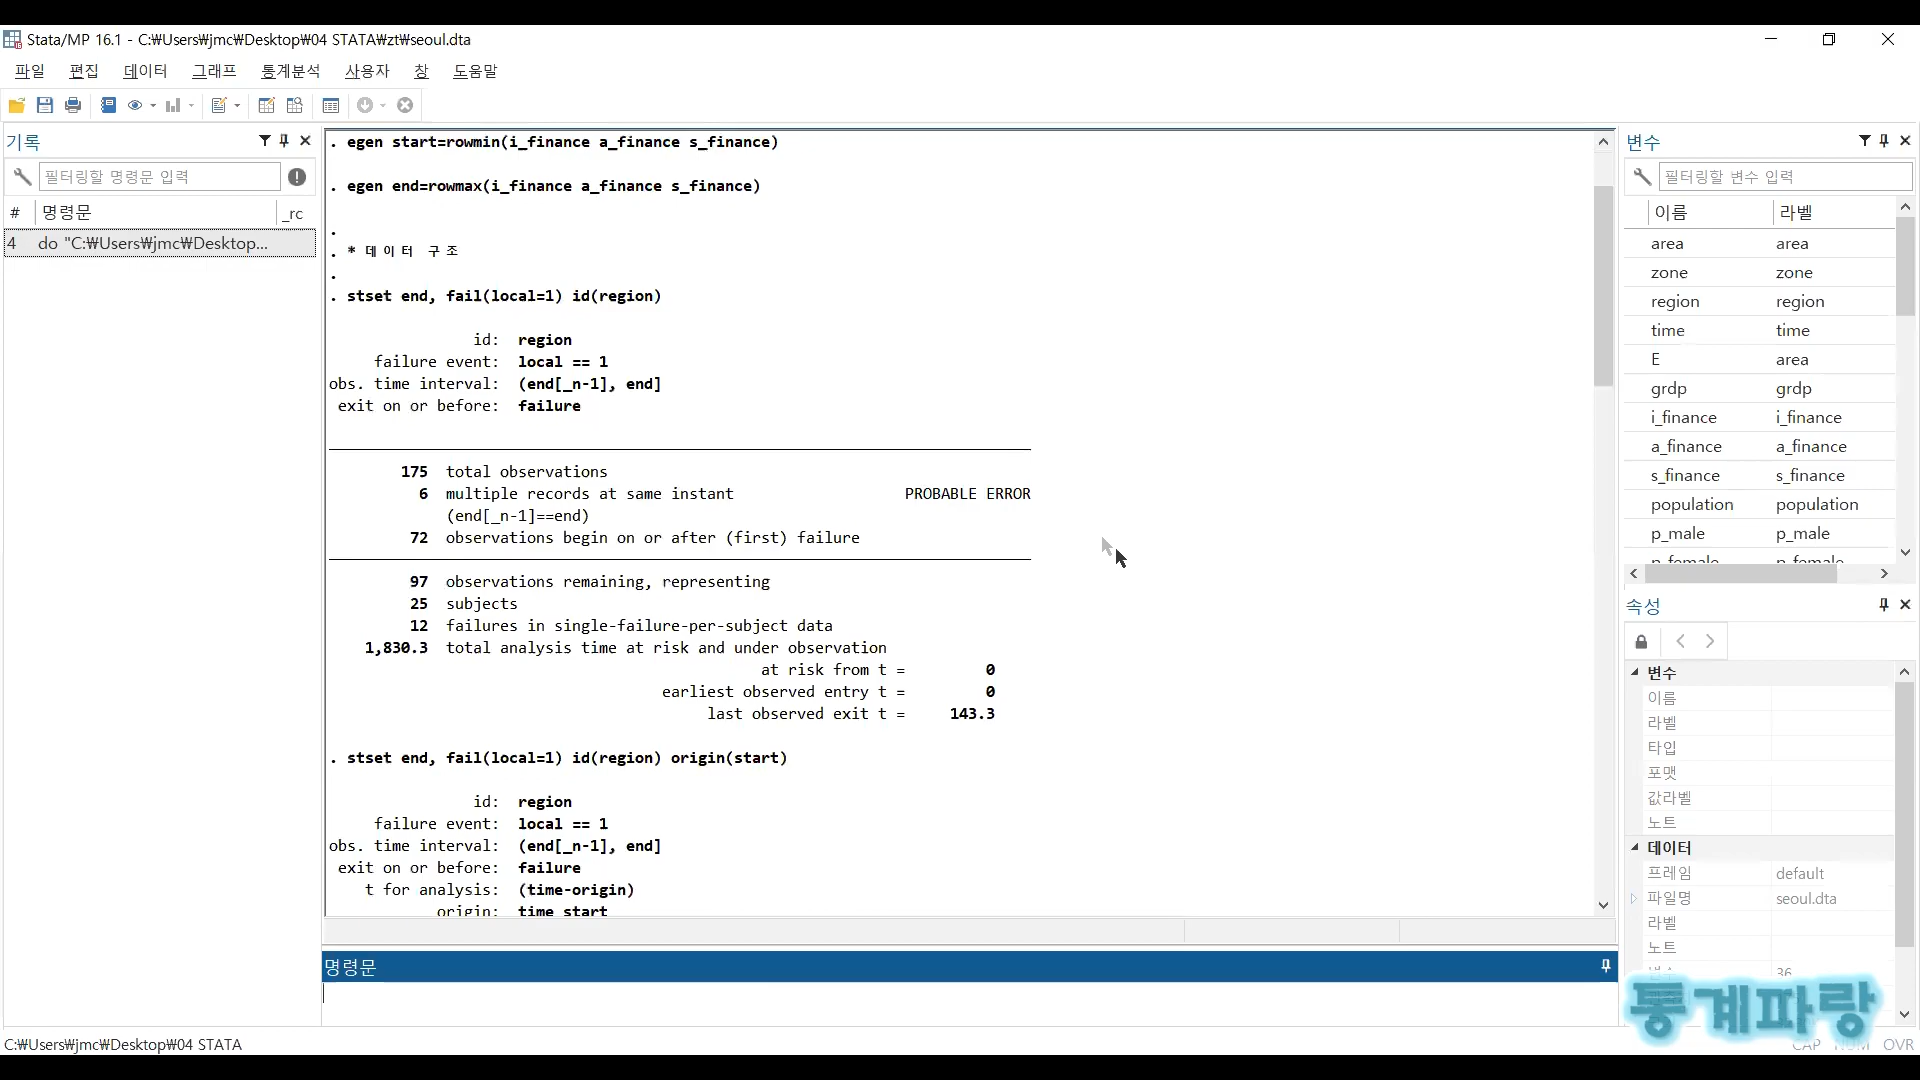 Stata/MP 16.1 - C:₩Users₩jmc₩Desktop₩04 STATA₩zt₩seoul.dta
파일 편집 데이터 그래프 통계분석 사용자 창 도움말
기록
필터링할 명령문 입력
# 명령문 _rc
4 do "C:₩Users₩jmc₩Desktop...
. egen start=rowmin(i_finance a_finance s_finance)
. egen end=rowmax(i_finance a_finance s_finance)
.
. * 데이터 구조
.
. stset end, fail(local=1) id(region)
id: region
failure event: local == 1
obs. time interval: (end[_n-1], end]
exit on or before: failure
175 total observations
6 multiple records at same instant PROBABLE ERROR
(end[_n-1]==end)
72 observations begin on or after (first) failure
97 observations remaining, representing
25 subjects
12 failures in single-failure-per-subject data
1,830.3 total analysis time at risk and under observation
at risk from t = 0
earliest observed entry t = 0
last observed exit t = 143.3
. stset end, fail(local=1) id(region) origin(start)
id: region
failure event: local == 1
obs. time interval: (end[_n-1], end]
exit on or before: failure
t for analysis: (time-origin)
origin: time start
명령문
변수
필터링할 변수 입력
이름 라벨
area area
zone zone
region region
time time
E area
grdp grdp
i_finance i_finance
a_finance a_finance
s_finance s_finance
population population
p_male p_male
p_female p_female
속성
변수
이름
라벨
타입
포맷
값라벨
노트
데이터
프레임 default
파일명 seoul.dta
라벨
노트
변수 36
통계파랑
C:₩Users₩jmc₩Desktop₩04 STATA
CAP NUM OVR